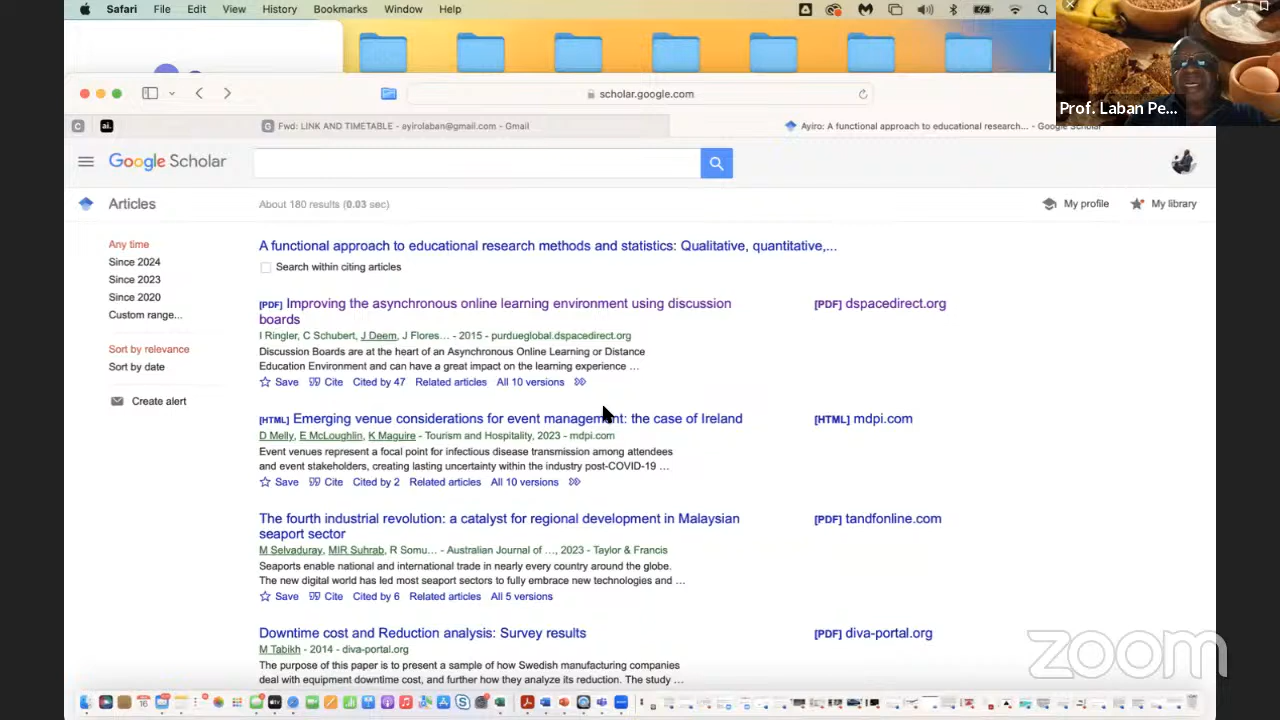 Safari File Edit View History Bookmarks Window Help
Prof. Laban Pe...
scholar.google.com
Fwd: LINK AND TIMETABLE - ayirolaban@gmail.com - Gmail
Ayiro: A functional approach to educational research... - Google Scholar
Google Scholar
Articles
About 180 results (0.03 sec)
My profile
My library
Any time
Since 2024
Since 2023
Since 2020
Custom range...
Sort by relevance
Sort by date
Create alert
A functional approach to educational research methods and statistics: Qualitative, quantitative,...
Search within citing articles
[PDF] Improving the asynchronous online learning environment using discussion
boards
[PDF] dspacedirect.org
I Ringler, C Schubert, J Deem, J Flores… - 2015 - purdueglobal.dspacedirect.org
Discussion Boards are at the heart of an Asynchronous Online Learning or Distance
Education Environment and can have a great impact on the learning experience …
Save Cite Cited by 47 Related articles All 10 versions
[HTML] Emerging venue considerations for event management: the case of Ireland
[HTML] mdpi.com
D Melly, E McLoughlin, K Maguire - Tourism and Hospitality, 2023 - mdpi.com
Event venues represent a focal point for infectious disease transmission among attendees
and event stakeholders, creating lasting uncertainty within the industry post-COVID-19 …
Save Cite Cited by 2 Related articles All 10 versions
The fourth industrial revolution: a catalyst for regional development in Malaysian
seaport sector
[PDF] tandfonline.com
M Selvaduray, MIR Suhrab, R Somu… - Australian Journal of …, 2023 - Taylor & Francis
Seaports enable national and international trade in nearly every country around the globe.
The new digital world has led most seaport sectors to fully embrace new technologies and …
Save Cite Cited by 6 Related articles All 5 versions
Downtime cost and Reduction analysis: Survey results
[PDF] diva-portal.org
M Tabikh - 2014 - diva-portal.org
The purpose of this paper is to present a sample of how Swedish manufacturing companies
deal with equipment downtime cost, and further how they analyze its reduction. The study …
zoom